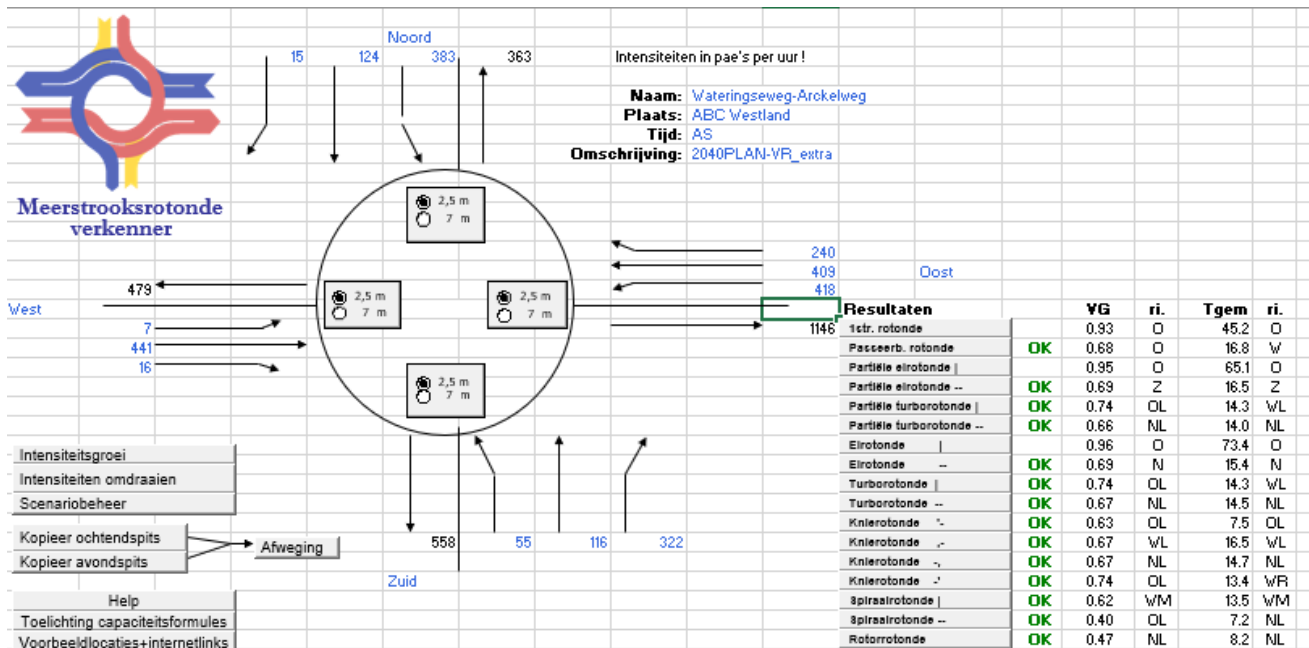 Noord
15 124 383 363 Intensiteiten in pae's per uur !
Naam: Wateringseweg-Arckelweg
Plaats: ABC Westland
Tijd: AS
Omschrijving: 2040PLAN-VR_extra
Meerstrooksrotonde
verkenner
2,5 m
7 m
240
409 Oost
418
479
West
2,5 m
7 m
2,5 m
7 m
7
441
16
1146
2,5 m
7 m
Resultaten VG ri. Tgem ri.
1str. rotonde 0.93 O 45.2 O
Passeerb. rotonde OK 0.68 O 16.8 W
Partiële eirotonde | 0.95 O 65.1 O
Partiële eirotonde -- OK 0.69 Z 16.5 Z
Partiële turborotonde | OK 0.74 OL 14.3 WL
Partiële turborotonde -- OK 0.66 NL 14.0 NL
Eirotonde | 0.96 O 73.4 O
Eirotonde -- OK 0.69 N 15.4 N
Turborotonde | OK 0.74 OL 14.3 WL
Turborotonde -- OK 0.67 NL 14.5 NL
Knierotonde '- OK 0.63 OL 7.5 OL
Knierotonde ,- OK 0.67 WL 16.5 WL
Knierotonde -, OK 0.67 NL 14.7 NL
Knierotonde -' OK 0.74 OL 13.4 WR
Spiraalrotonde | OK 0.62 WM 13.5 WM
Spiraalrotonde -- OK 0.40 OL 7.2 NL
Rotorrotonde OK 0.47 NL 8.2 NL
Intensiteitsgroei
Intensiteiten omdraaien
Scenariobeheer
Kopieer ochtendspits
Kopieer avondspits
Afweging
558 55 116 322
Zuid
Help
Toelichting capaciteitsformules
Voorbeeldlocaties+internetlinks